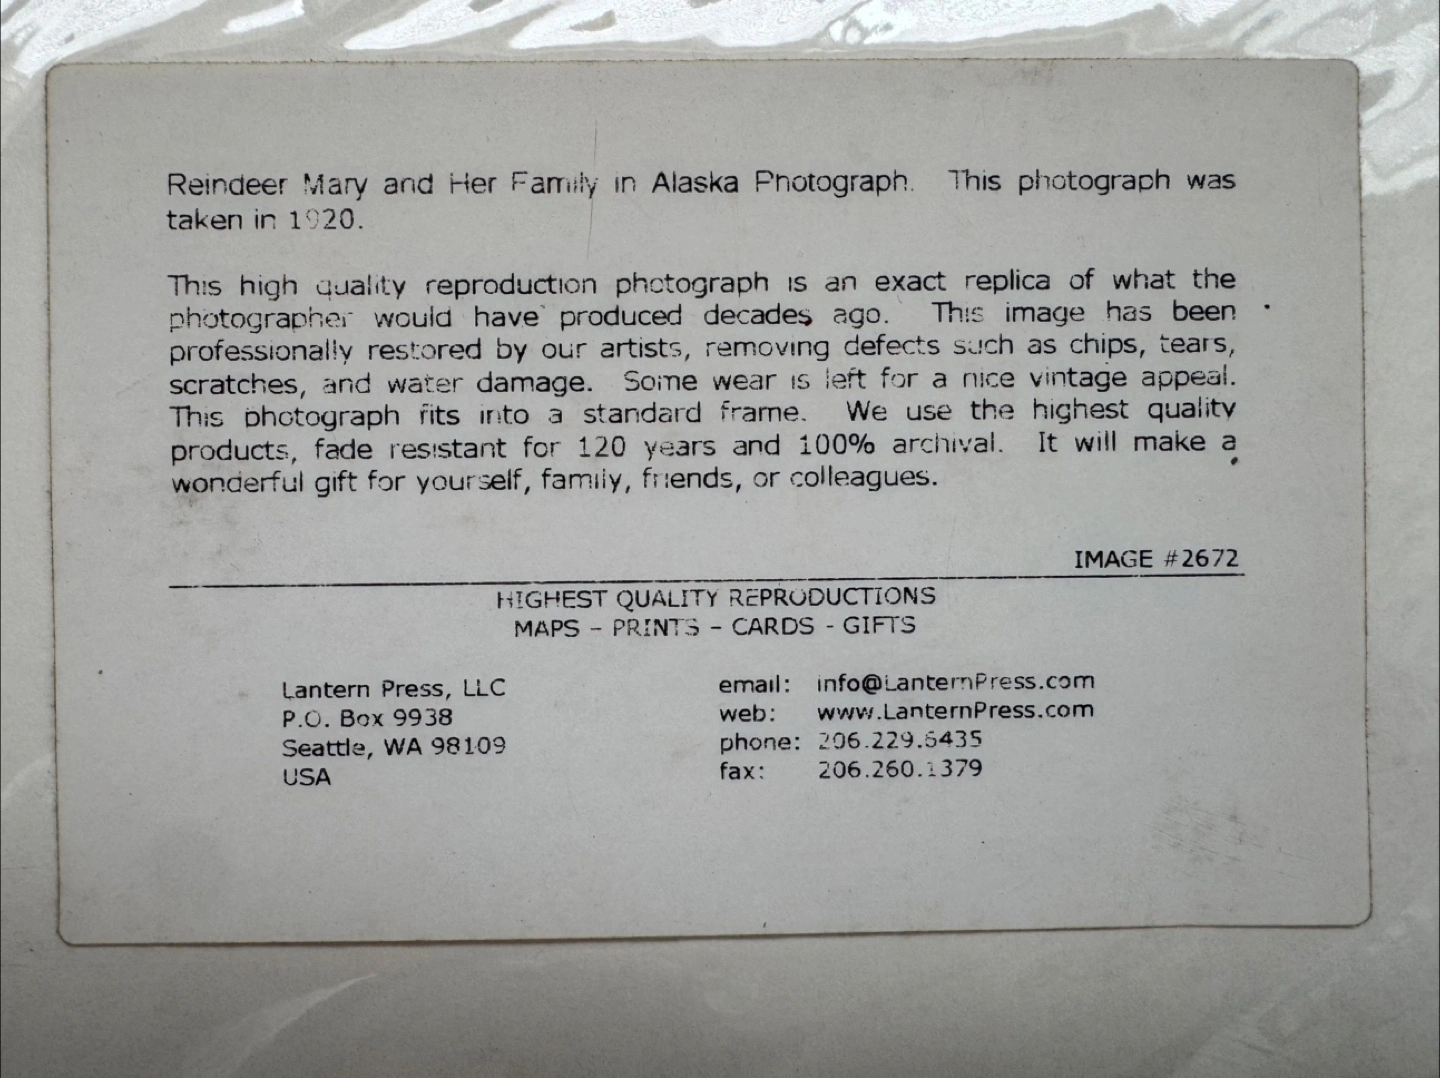 Reindeer Mary and Her Family in Alaska Photograph. This photograph was
taken in 1920.
This high quality reproduction photograph is an exact replica of what the
photographer would have produced decades ago. This image has been
professionally restored by our artists, removing defects such as chips, tears,
scratches, and water damage. Some wear is left for a nice vintage appeal.
This photograph fits into a standard frame. We use the highest quality
products, fade resistant for 120 years and 100% archival. It will make a
wonderful gift for yourself, family, friends, or colleagues.
IMAGE #2672
HIGHEST QUALITY REPRODUCTIONS
MAPS - PRINTS - CARDS - GIFTS
Lantern Press, LLC
P.O. Box 9938
Seattle, WA 98109
USA
email: info@LanternPress.com
web: www.LanternPress.com
phone: 206.229.6435
fax: 206.260.1379